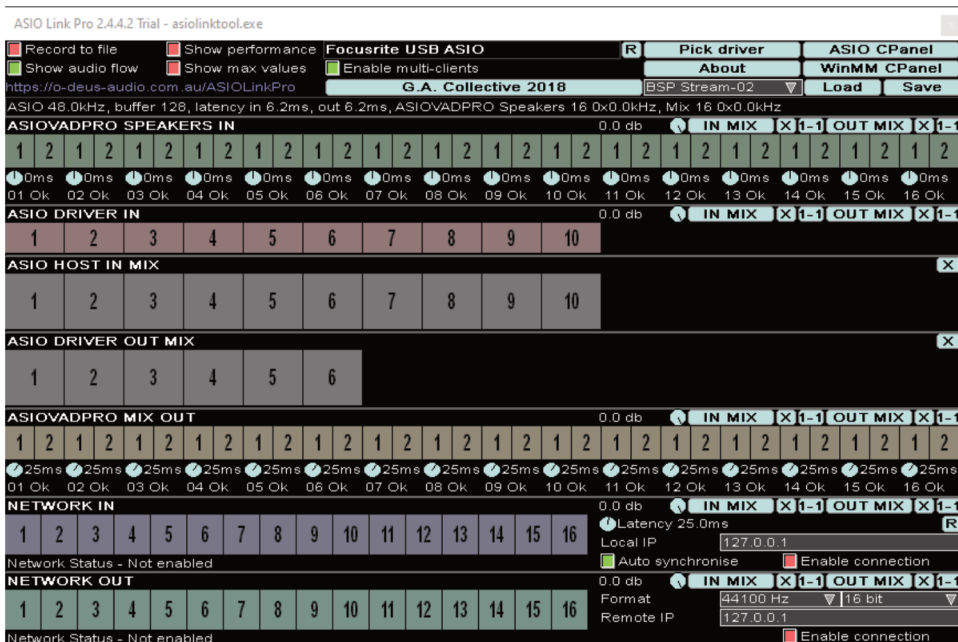 ASIO Link Pro 2.4.4.2 Trial - asiolinktool.exe
Record to file Show performance Focusrite USB ASIO R Pick driver ASIO CPanel
Show audio flow Show max values Enable multi-clients About WinMM CPanel
https://o-deus-audio.com.au/ASIOLinkPro G.A. Collective 2018 BSP Stream-02 Load Save
ASIO 48.0kHz, buffer 128, latency in 6.2ms, out 6.2ms, ASIOVADPRO Speakers 16 0x0.0kHz, Mix 16 0x0.0kHz
ASIOVADPRO SPEAKERS IN 0.0 db IN MIX X 1-1 OUT MIX X 1-
1 2 1 2 1 2 1 2 1 2 1 2 1 2 1 2 1 2 1 2 1 2 1 2 1 2 1 2 1 2 1 2
0ms 0ms 0ms 0ms 0ms 0ms 0ms 0ms 0ms 0ms 0ms 0ms 0ms 0ms 0ms 0ms
01 Ok 02 Ok 03 Ok 04 Ok 05 Ok 06 Ok 07 Ok 08 Ok 09 Ok 10 Ok 11 Ok 12 Ok 13 Ok 14 Ok 15 Ok 16 Ok
ASIO DRIVER IN 0.0 db IN MIX X 1-1 OUT MIX X 1-
1 2 3 4 5 6 7 8 9 10
ASIO HOST IN MIX X
1 2 3 4 5 6 7 8 9 10
ASIO DRIVER OUT MIX X
1 2 3 4 5 6
ASIOVADPRO MIX OUT 0.0 db IN MIX X 1-1 OUT MIX X 1-
1 2 1 2 1 2 1 2 1 2 1 2 1 2 1 2 1 2 1 2 1 2 1 2 1 2 1 2 1 2 1 2
25ms 25ms 25ms 25ms 25ms 25ms 25ms 25ms 25ms 25ms 25ms 25ms 25ms 25ms 25ms 25ms
01 Ok 02 Ok 03 Ok 04 Ok 05 Ok 06 Ok 07 Ok 08 Ok 09 Ok 10 Ok 11 Ok 12 Ok 13 Ok 14 Ok 15 Ok 16 Ok
NETWORK IN 0.0 db IN MIX X 1-1 OUT MIX X 1-
Latency 25.0ms R
1 2 3 4 5 6 7 8 9 10 11 12 13 14 15 16
Local IP 127.0.0.1
Network Status - Not enabled Auto synchronise Enable connection
NETWORK OUT 0.0 db IN MIX X 1-1 OUT MIX X 1-
Format 44100 Hz 16 bit
1 2 3 4 5 6 7 8 9 10 11 12 13 14 15 16
Remote IP 127.0.0.1
Network Status - Not enabled Enable connection